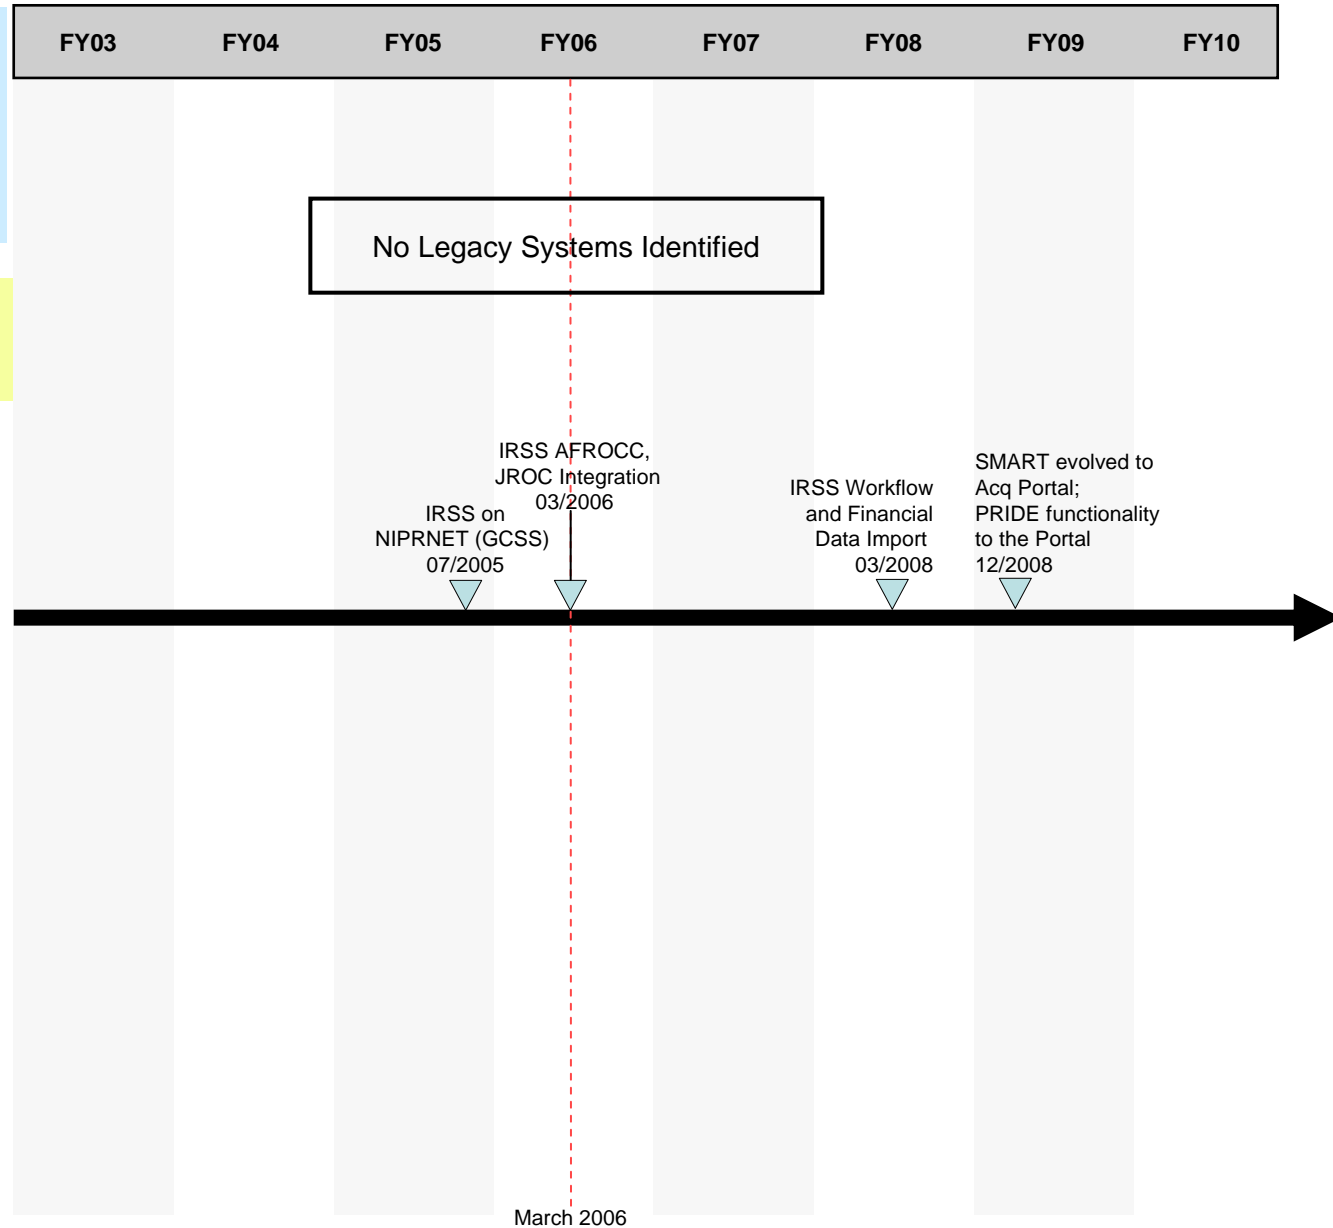 FY03 FY04 FY05 FY06 FY07 FY08 FY09 FY10
No Legacy Systems Identified
IRSS on
NIPRNET (GCSS)
07/2005
IRSS AFROCC,
JROC Integration
03/2006
IRSS Workflow
and Financial
Data Import
03/2008
SMART evolved to
Acq Portal;
PRIDE functionality
to the Portal
12/2008
March 2006